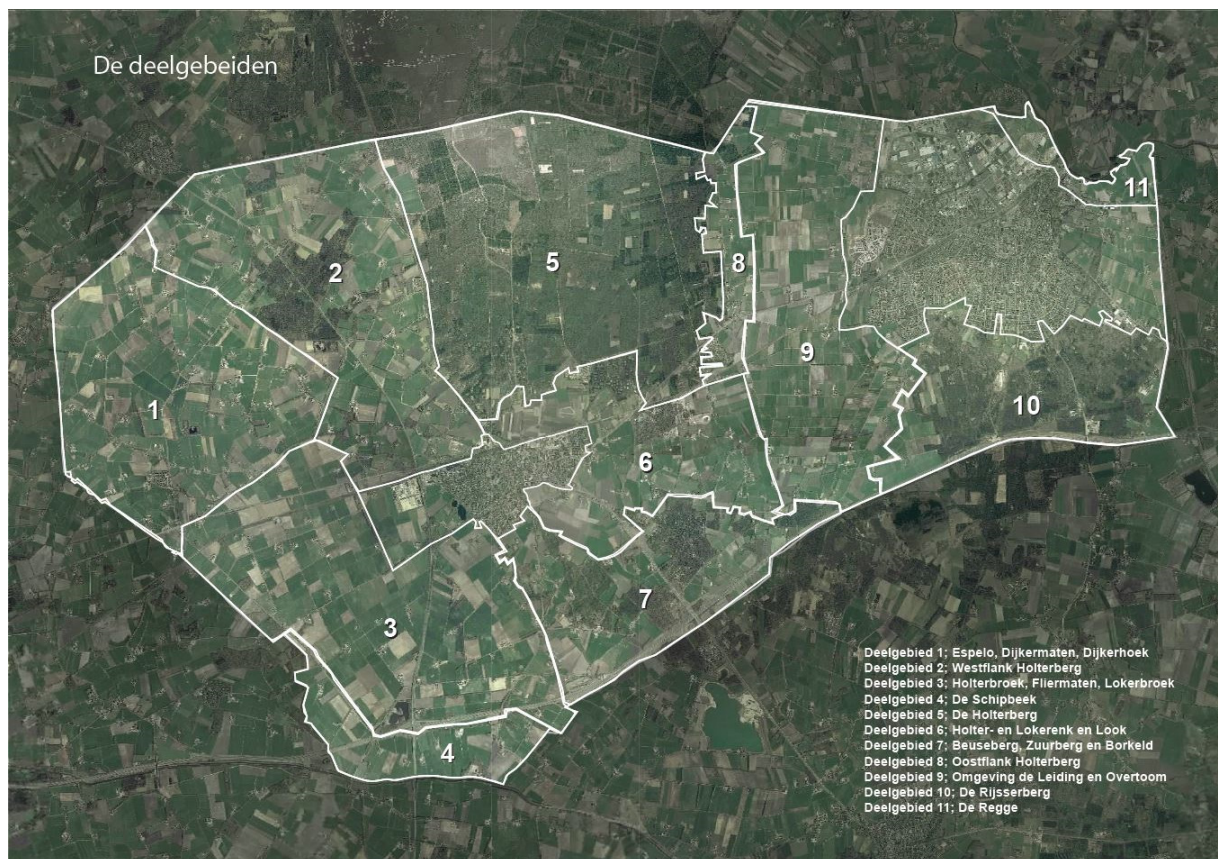 De deelgebeiden
11
2
5
8
9
1
10
6
7
3
4
Deelgebied 1; Espelo, Dijkermaten, Dijkerhoek
Deelgebied 2; Westflank Holterberg
Deelgebied 3; Holterbroek, Fliermaten, Lokerbroek
Deelgebied 4; De Schipbeek
Deelgebied 5; De Holterberg
Deelgebied 6; Holter- en Lokerenk en Look
Deelgebied 7; Beuseberg, Zuurberg en Borkeld
Deelgebied 8; Oostflank Holterberg
Deelgebied 9; Omgeving de Leiding en Overtoom
Deelgebied 10; De Rijsserberg
Deelgebied 11; De Regge